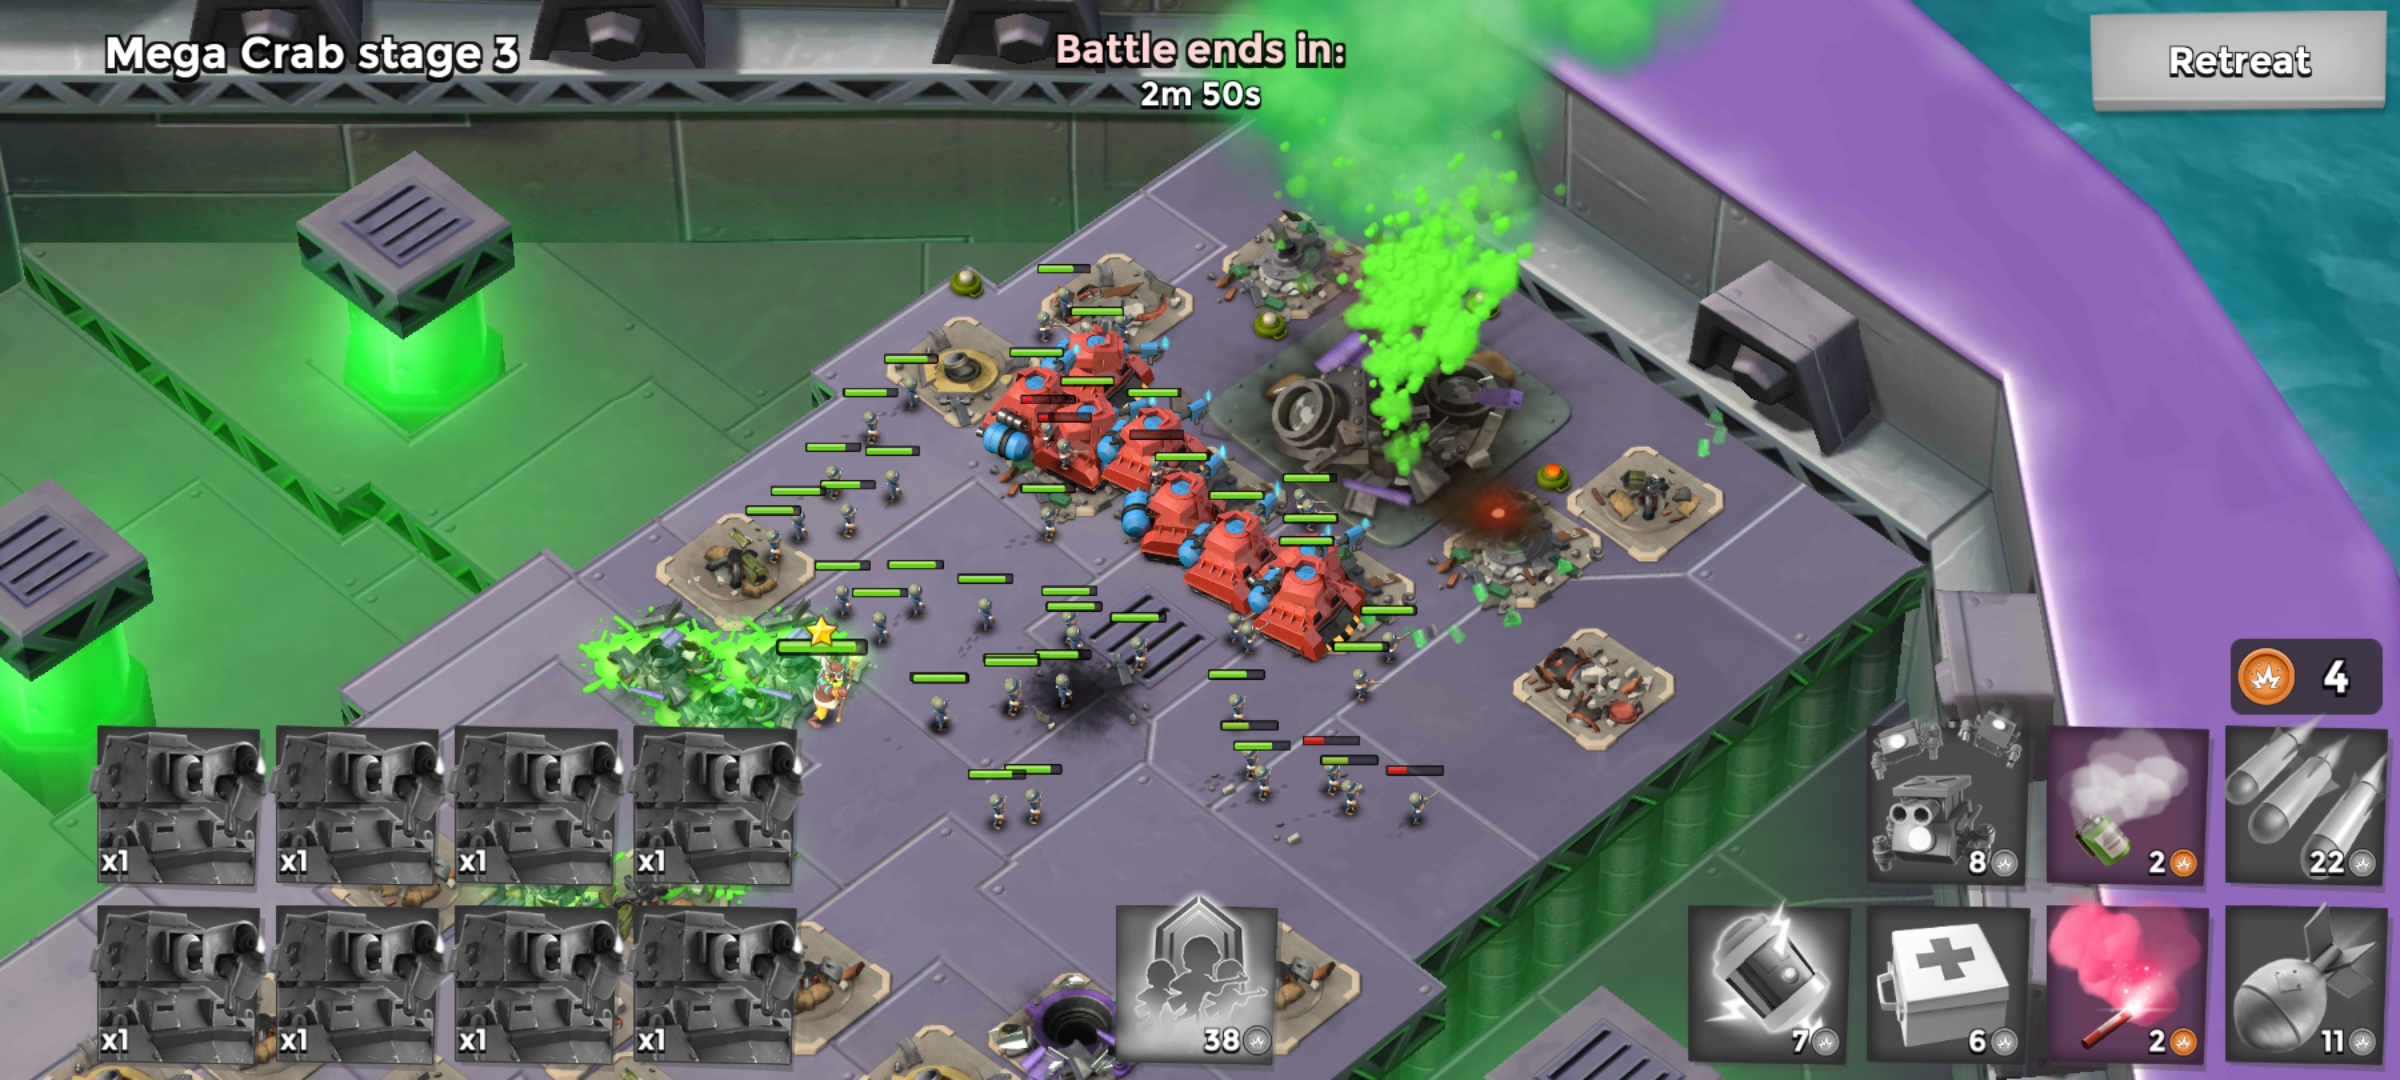 Mega Crab stage 3
Battle ends in:
2m 50s
Retreat
4
x1
x1
x1
x1
8
2
22
x1
x1
x1
x1
38
7
6
2
11